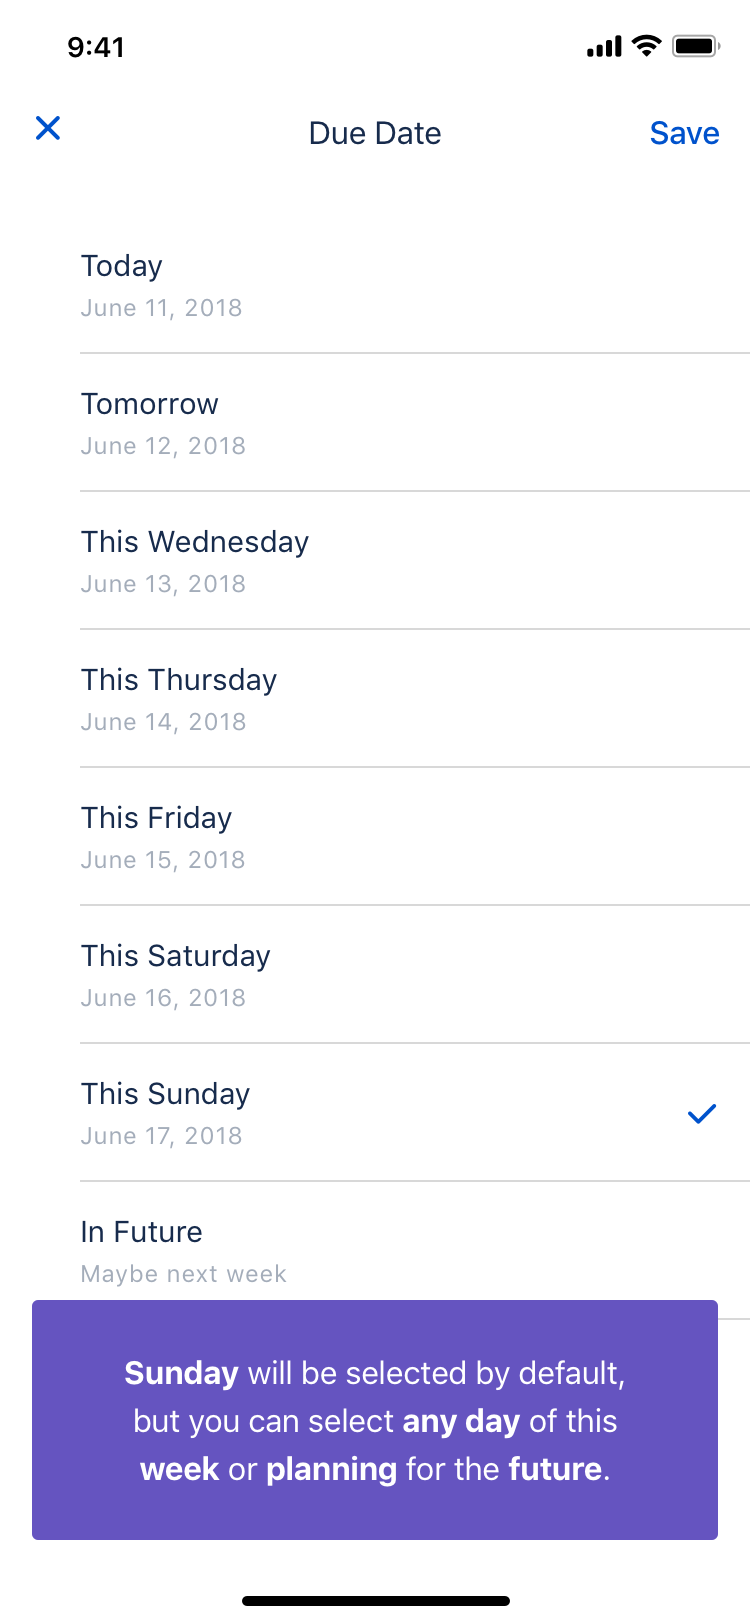 9:41
Due Date
Save
Today
June 11, 2018
Tomorrow
June 12, 2018
This Wednesday
June 13, 2018
This Thursday
June 14, 2018
This Friday
June 15, 2018
This Saturday
June 16, 2018
This Sunday
June 17, 2018
In Future
Maybe next week
Sunday will be selected by default,
but you can select any day of this
week or planning for the future.